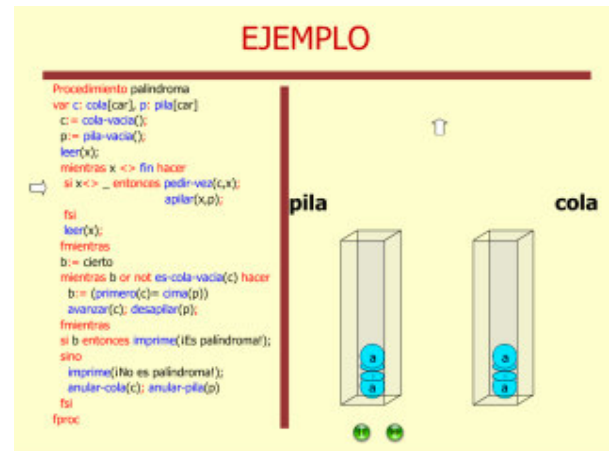 EJEMPLO
Procedimiento palindroma
var c: cola[car], p: pila[car]
c:= cola-vacia();
p:= pila-vacia();
leer(x);
mientras x <> fin hacer
si x<> _ entonces pedir-vez(c,x);
apilar(x,p);
fsi
leer(x);
fmientras
b:= cierto
mientras b or not es-cola-vacia(c) hacer
b:= (primero(c)= cima(p))
avanzar(c); desapilar(p);
fmientras
si b entonces imprime(¡Es palíndroma!);
sino
imprime(¡No es palíndroma!);
anular-cola(c); anular-pila(p)
fsi
fproc
pila
cola
a
a
a
a